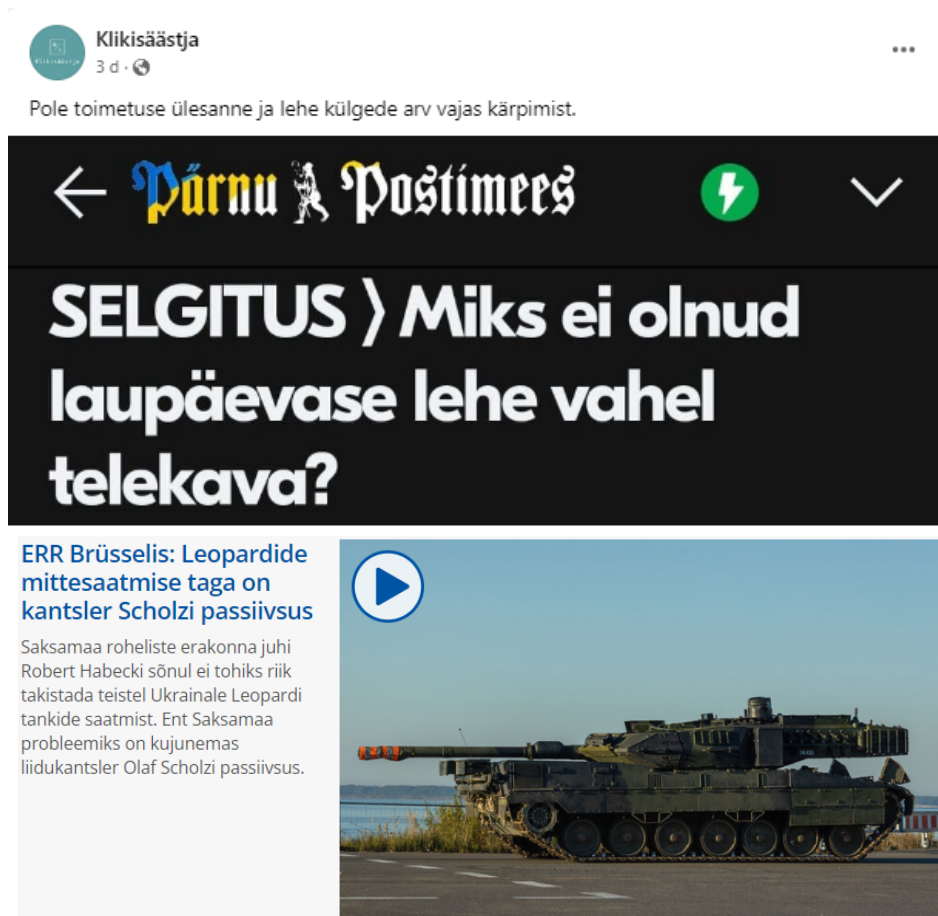 Klikisäästja
3 d
Pole toimetuse ülesanne ja lehe külgede arv vajas kärpimist.
Pärnu Postimees
SELGITUS ⟩ Miks ei olnud
laupäevase lehe vahel
telekava?
ERR Brüsselis: Leopardide
mittesaatmise taga on
kantsler Scholzi passiivsus
Saksamaa roheliste erakonna juhi
Robert Habecki sõnul ei tohiks riik
takistada teistel Ukrainale Leopardi
tankide saatmist. Ent Saksamaa
probleemiks on kujunemas
liidukantsler Olaf Scholzi passiivsus.